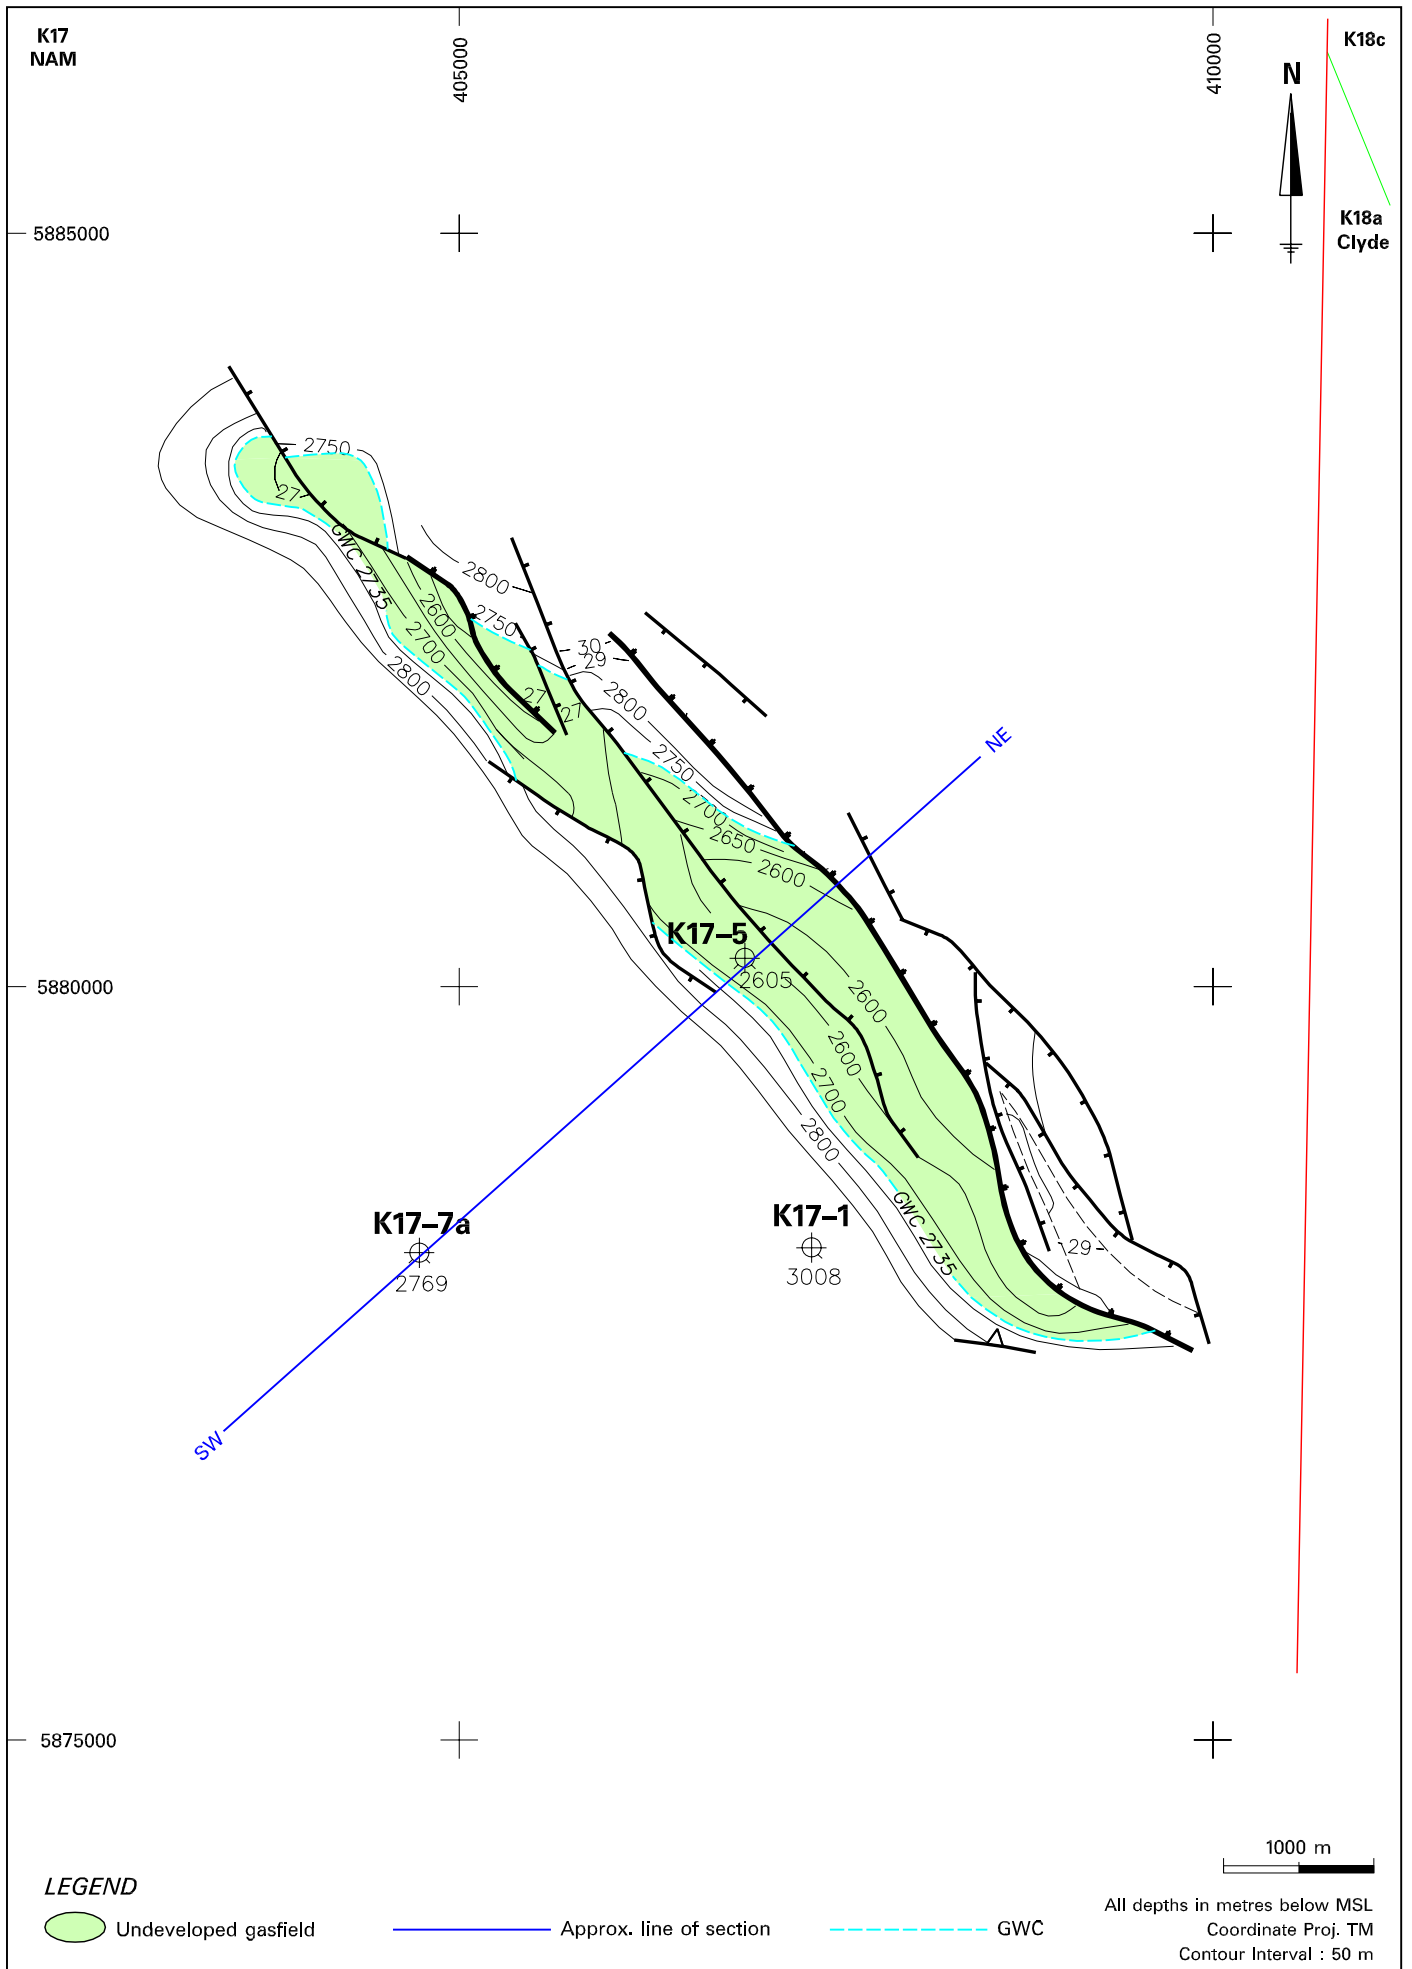 K17
NAM
405000
410000
K18c
N
K18a
Clyde
5885000
2750
27
GWC 2735
2800
2600
2750
2700
2800
30
29
27
27
2800
2750
2700
2650
2600
NE
K17–5
2605
5880000
2600
2600
2700
2800
GWC 2735
K17–7a
2769
K17–1
3008
29
SW
5875000
1000 m
LEGEND
Undeveloped gasfield
Approx. line of section
GWC
All depths in metres below MSL
Coordinate Proj. TM
Contour Interval : 50 m